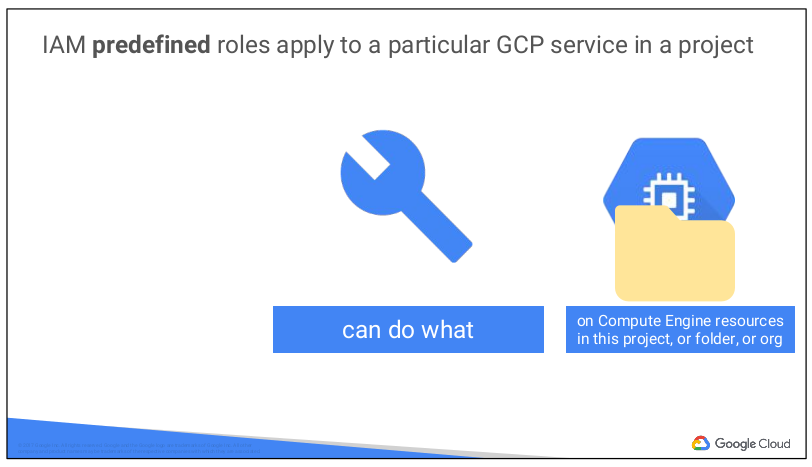 IAM predefined roles apply to a particular GCP service in a project
can do what
on Compute Engine resources
in this project, or folder, or org
Google Cloud